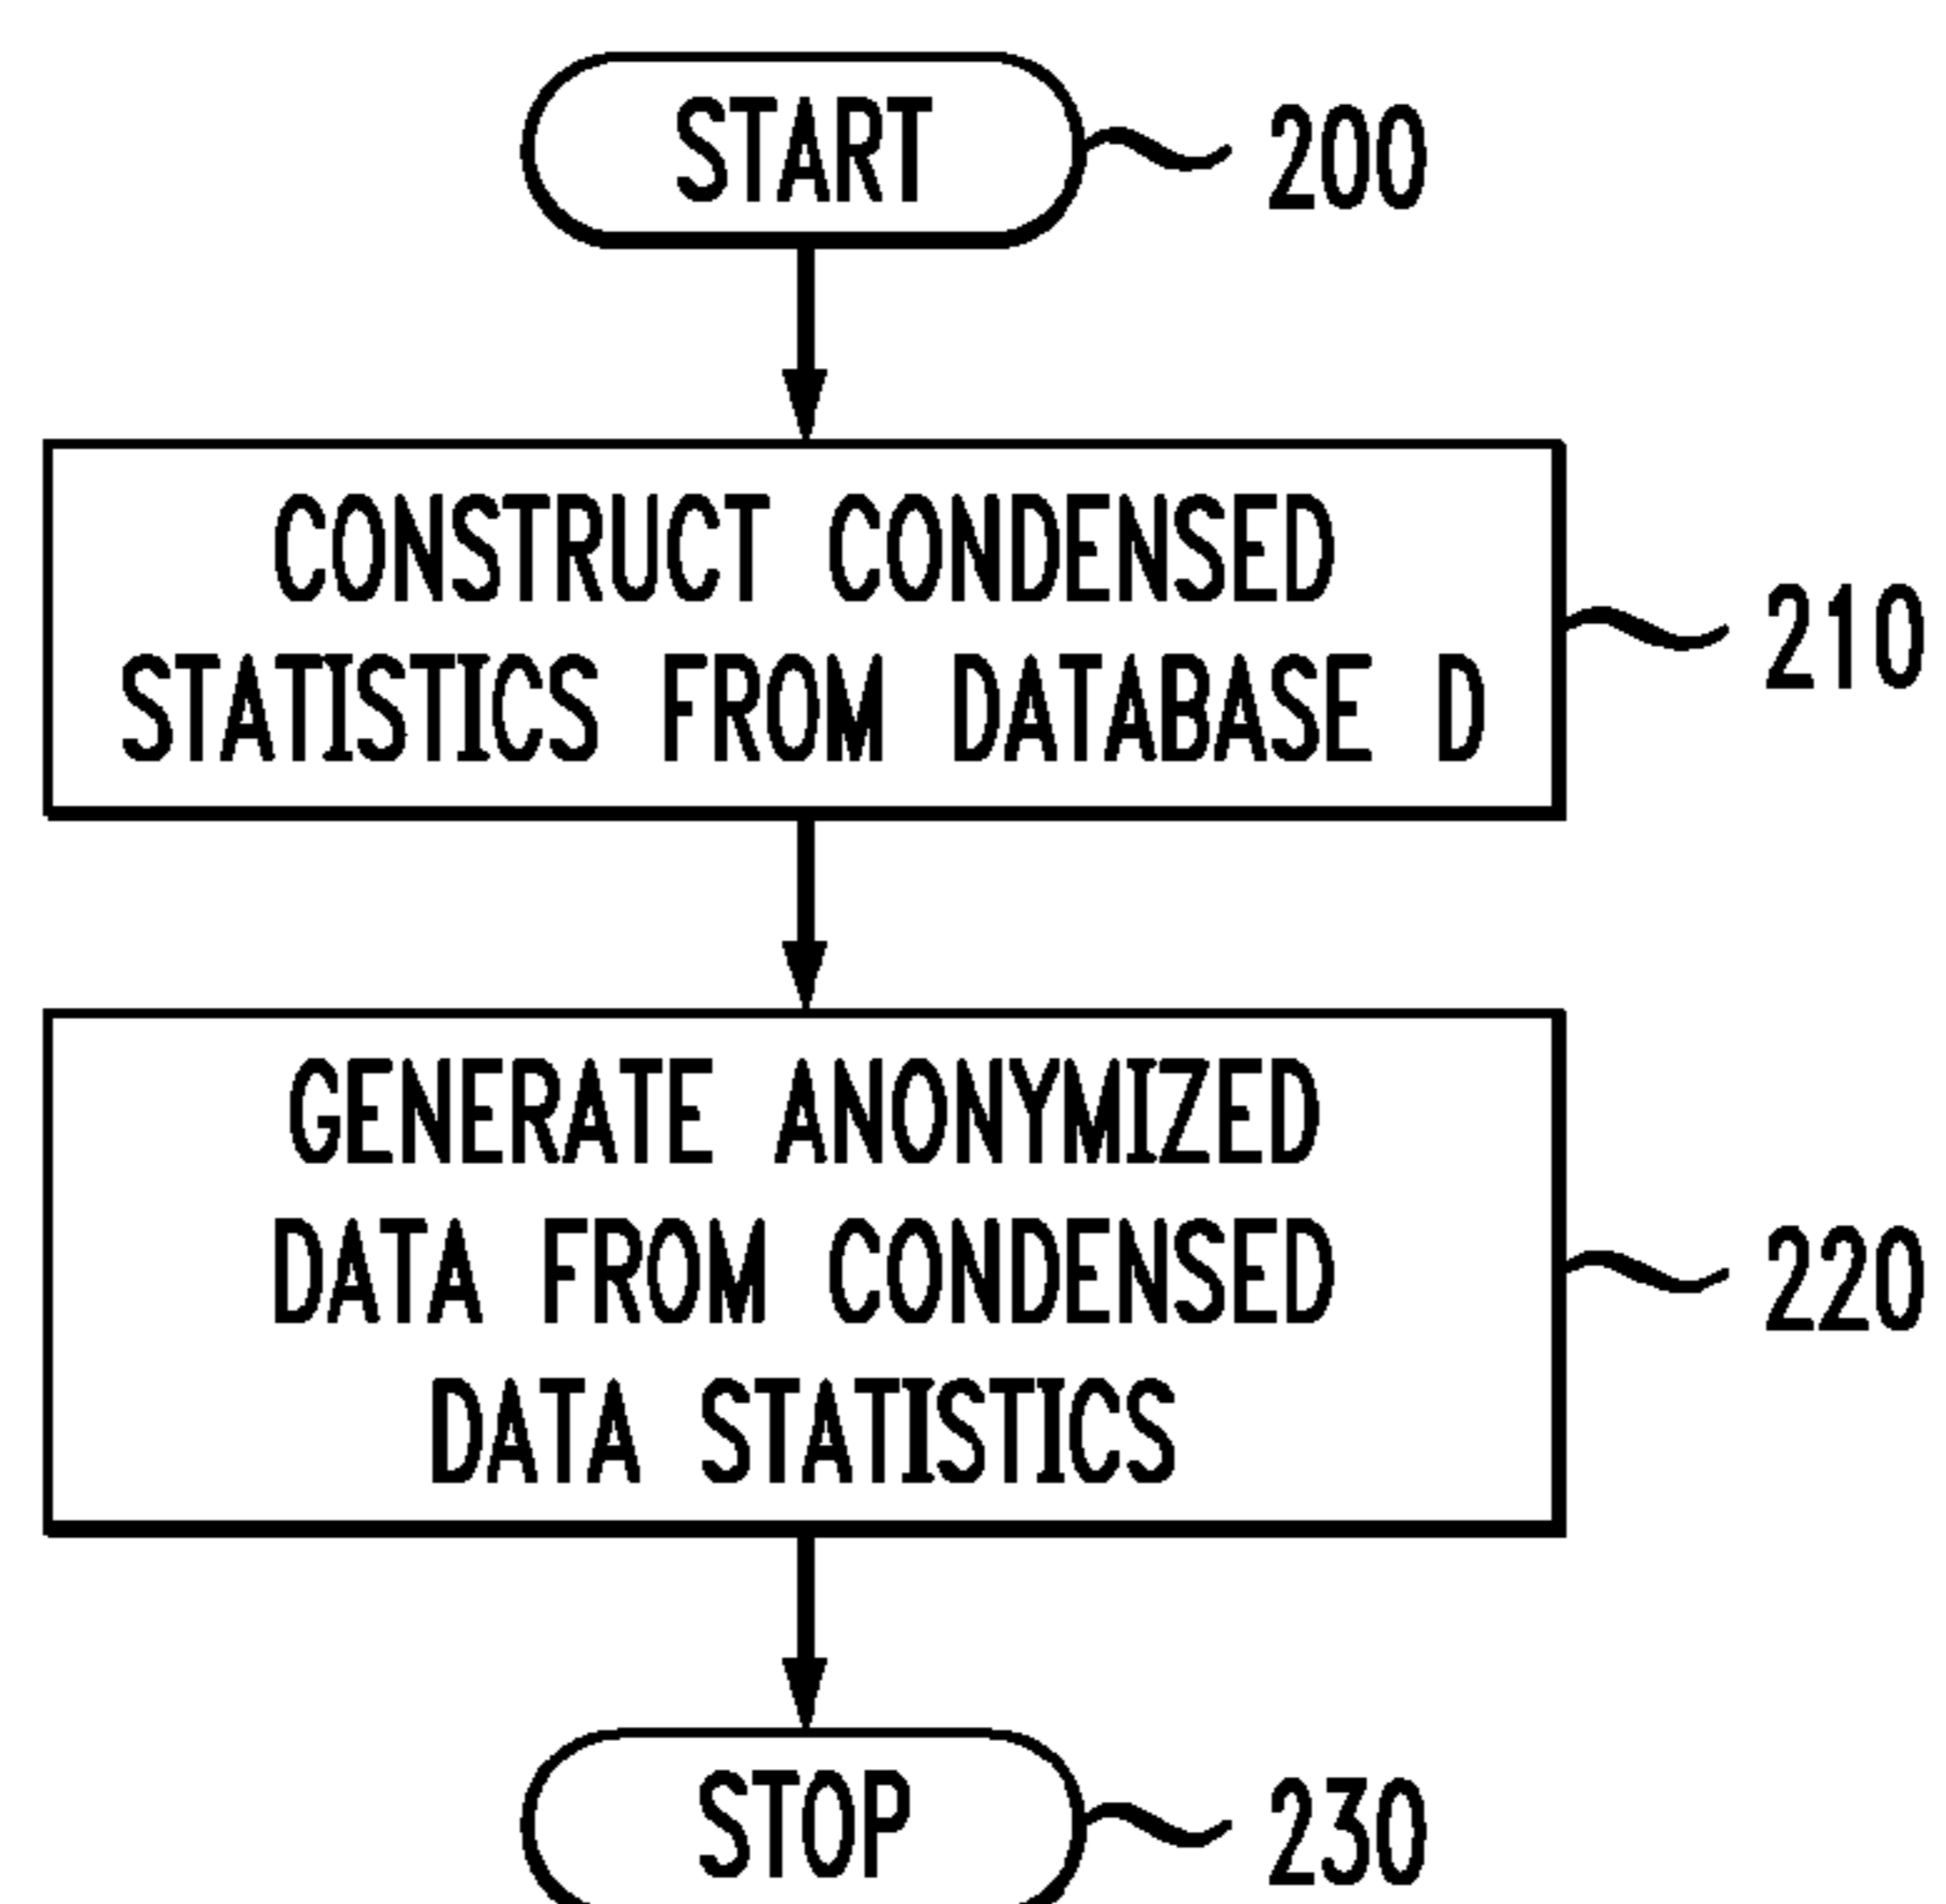 START
200
CONSTRUCT CONDENSED
STATISTICS FROM DATABASE D
210
GENERATE ANONYMIZED
DATA FROM CONDENSED
DATA STATISTICS
220
STOP
230